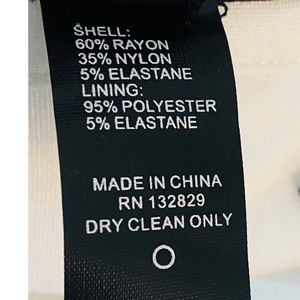 SHELL:
60% RAYON
35% NYLON
5% ELASTANE
LINING:
95% POLYESTER
5% ELASTANE
MADE IN CHINA
RN 132829
DRY CLEAN ONLY